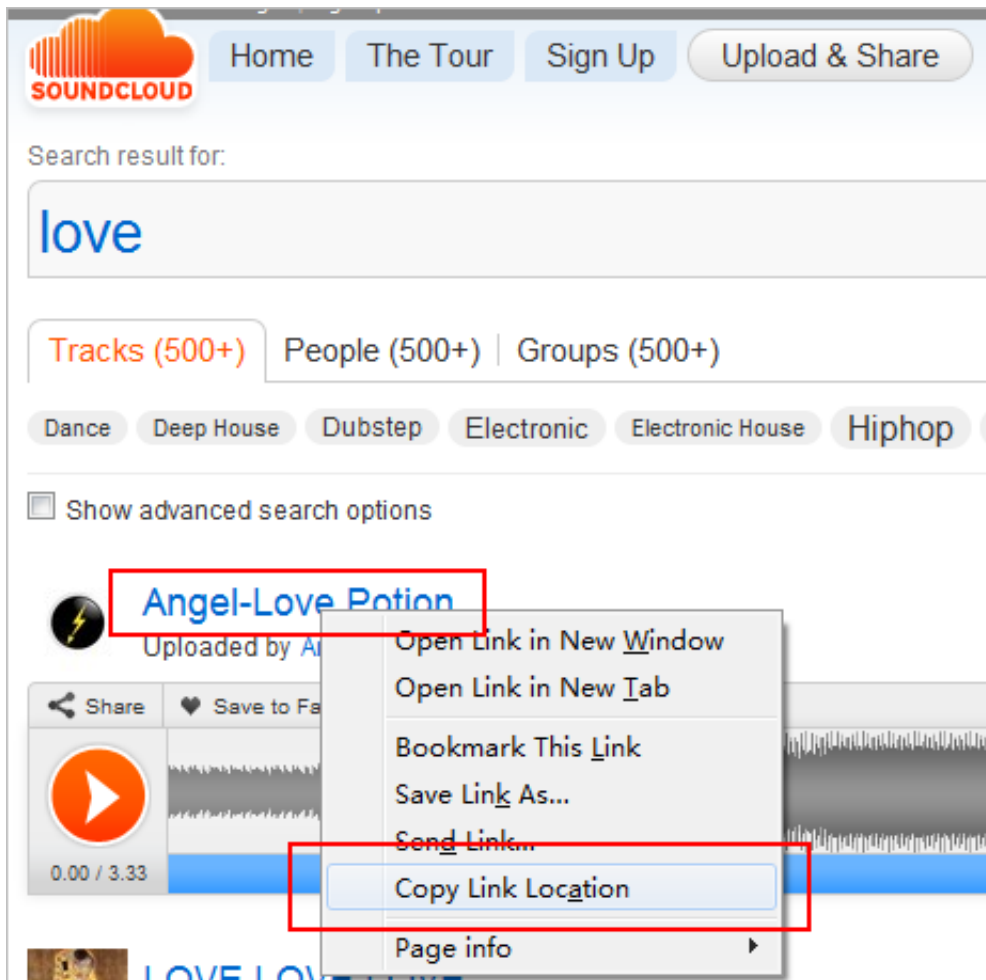 SOUNDCLOUD
Home The Tour Sign Up Upload & Share
Search result for:
love
Tracks (500+) People (500+) Groups (500+)
Dance Deep House Dubstep Electronic Electronic House Hiphop
Show advanced search options
Angel-Love Potion
Uploaded by
Share Save to
0.00 / 3.33
Open Link in New Window
Open Link in New Tab
Bookmark This Link
Save Link As...
Send Link...
Copy Link Location
Page info
LOVE